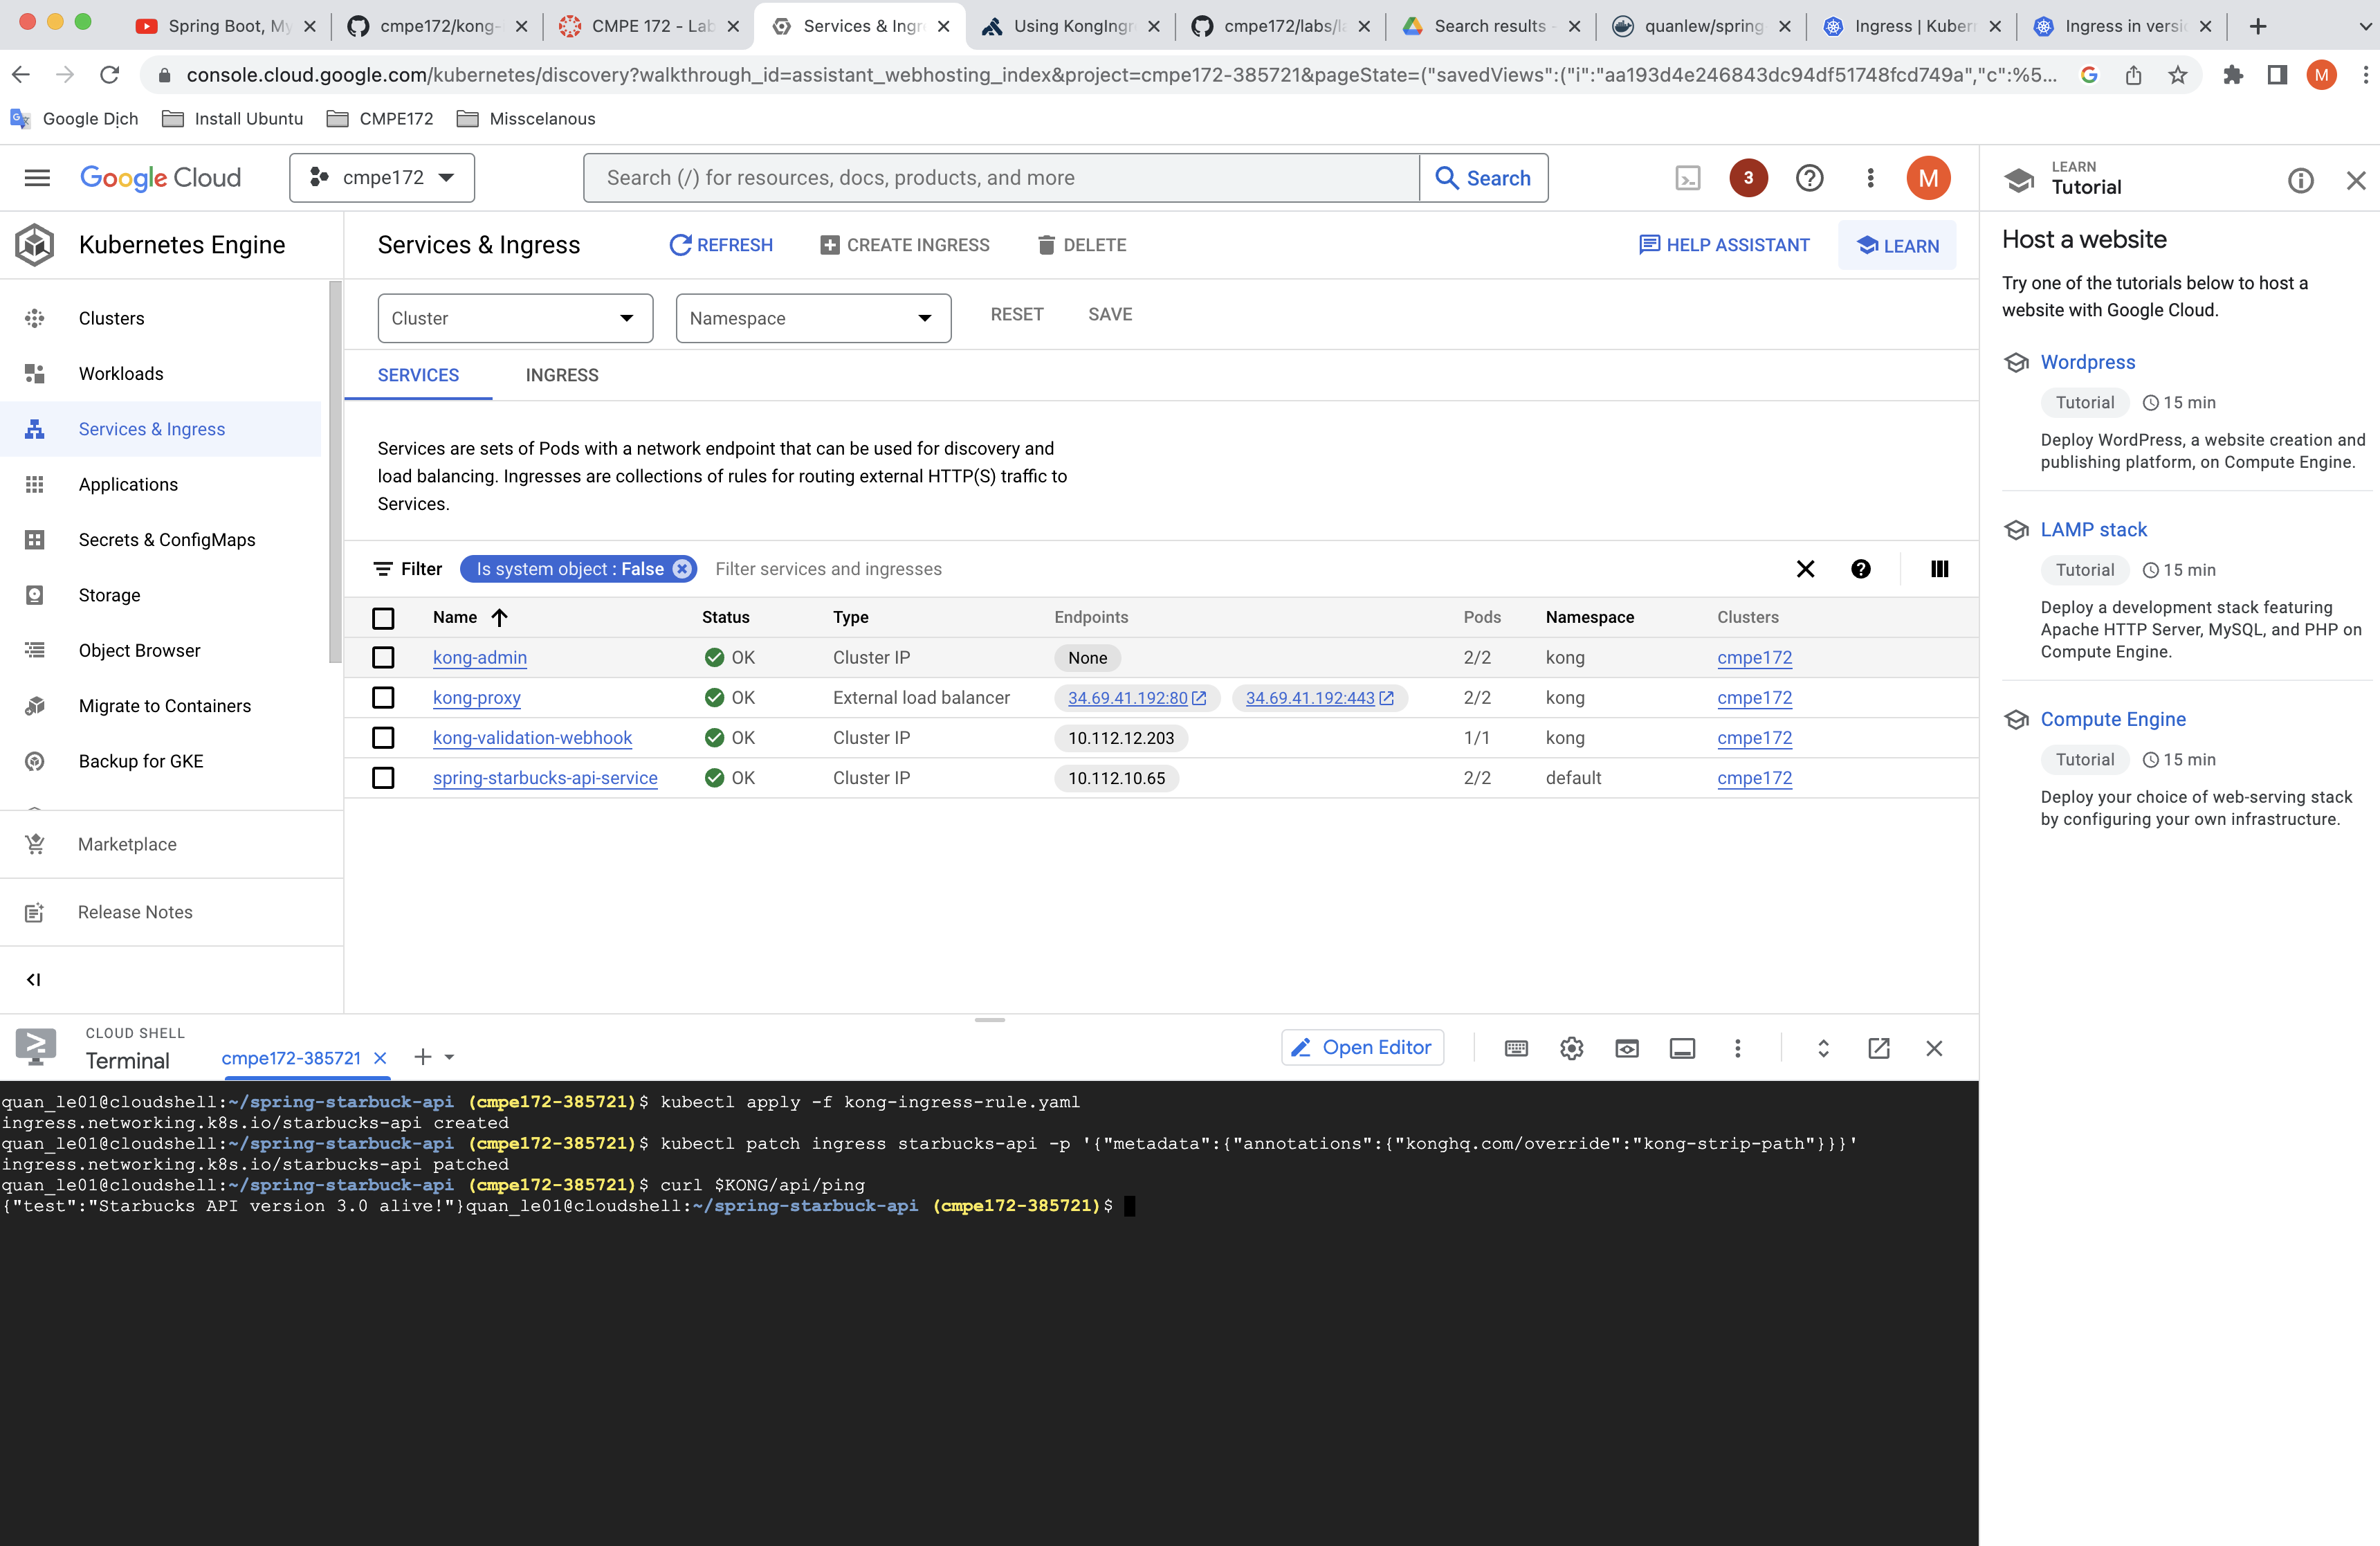 Spring Boot, My
cmpe172/kong-
CMPE 172 - Lab
Services & Ingre
Using KongIngr
cmpe172/labs/la
Search results -
quanlew/spring
Ingress | Kubern
Ingress in versi
console.cloud.google.com/kubernetes/discovery?walkthrough_id=assistant_webhosting_index&project=cmpe172-385721&pageState=("savedViews":("i":"aa193d4e246843dc94df51748fcd749a","c":%5...
M
Google Dịch
Install Ubuntu
CMPE172
Misscelanous
Google Cloud
cmpe172
Search (/) for resources, docs, products, and more
Search
3
M
LEARN
Tutorial
Kubernetes Engine
Clusters
Workloads
Services & Ingress
Applications
Secrets & ConfigMaps
Storage
Object Browser
Migrate to Containers
Backup for GKE
Marketplace
Release Notes
Services & Ingress
REFRESH
CREATE INGRESS
DELETE
HELP ASSISTANT
LEARN
Cluster
Namespace
RESET
SAVE
SERVICES
INGRESS
Services are sets of Pods with a network endpoint that can be used for discovery and
load balancing. Ingresses are collections of rules for routing external HTTP(S) traffic to
Services.
Filter
Is system object : False
Filter services and ingresses
Name Status Type Endpoints Pods Namespace Clusters
kong-admin OK Cluster IP None 2/2 kong cmpe172
kong-proxy OK External load balancer 34.69.41.192:80 34.69.41.192:443 2/2 kong cmpe172
kong-validation-webhook OK Cluster IP 10.112.12.203 1/1 kong cmpe172
spring-starbucks-api-service OK Cluster IP 10.112.10.65 2/2 default cmpe172
Host a website
Try one of the tutorials below to host a
website with Google Cloud.
Wordpress
Tutorial 15 min
Deploy WordPress, a website creation and
publishing platform, on Compute Engine.
LAMP stack
Tutorial 15 min
Deploy a development stack featuring
Apache HTTP Server, MySQL, and PHP on
Compute Engine.
Compute Engine
Tutorial 15 min
Deploy your choice of web-serving stack
by configuring your own infrastructure.
CLOUD SHELL
Terminal
cmpe172-385721
Open Editor
quan_le01@cloudshell:~/spring-starbuck-api (cmpe172-385721)$ kubectl apply -f kong-ingress-rule.yaml
ingress.networking.k8s.io/starbucks-api created
quan_le01@cloudshell:~/spring-starbuck-api (cmpe172-385721)$ kubectl patch ingress starbucks-api -p '{"metadata":{"annotations":{"konghq.com/override":"kong-strip-path"}}}'
ingress.networking.k8s.io/starbucks-api patched
quan_le01@cloudshell:~/spring-starbuck-api (cmpe172-385721)$ curl $KONG/api/ping
{"test":"Starbucks API version 3.0 alive!"}quan_le01@cloudshell:~/spring-starbuck-api (cmpe172-385721)$